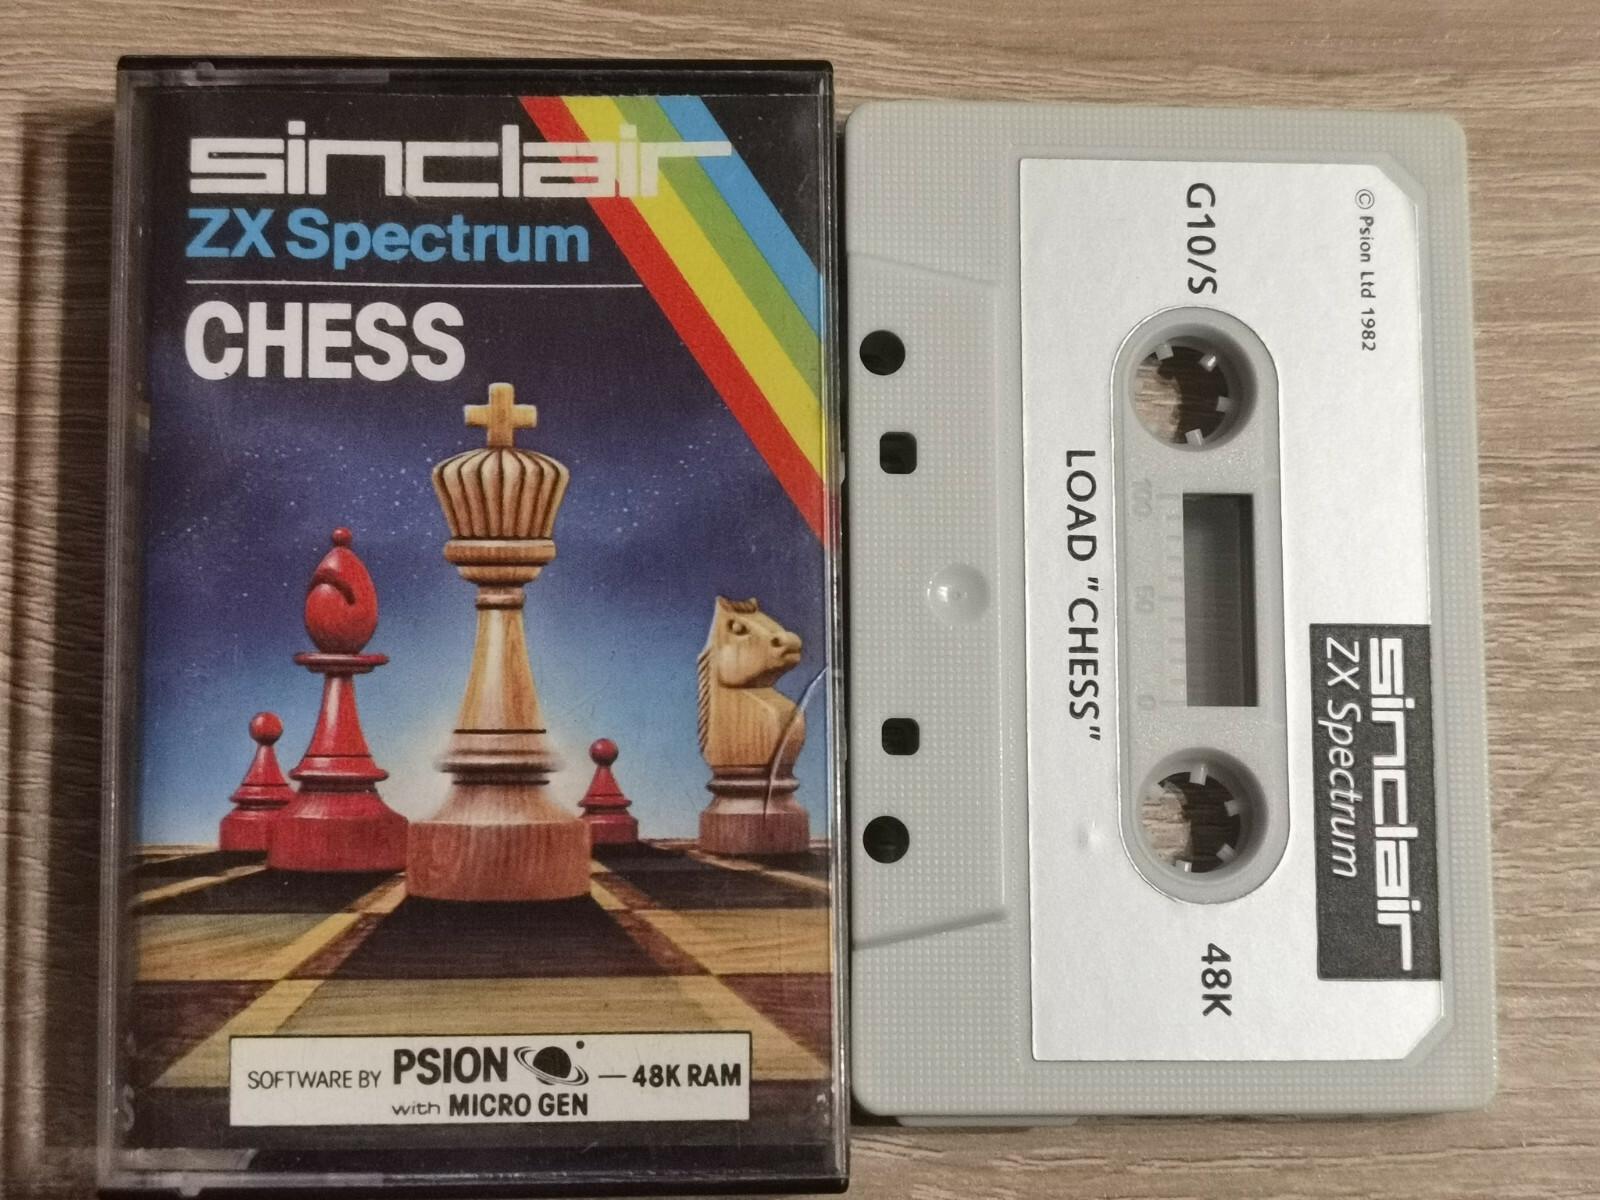 sinclair
ZX Spectrum
CHESS
SOFTWARE BY PSION — 48K RAM
with MICRO GEN
© Psion Ltd 1982
sinclair
ZX Spectrum
G10/S
48K
100 50 0
LOAD "CHESS"